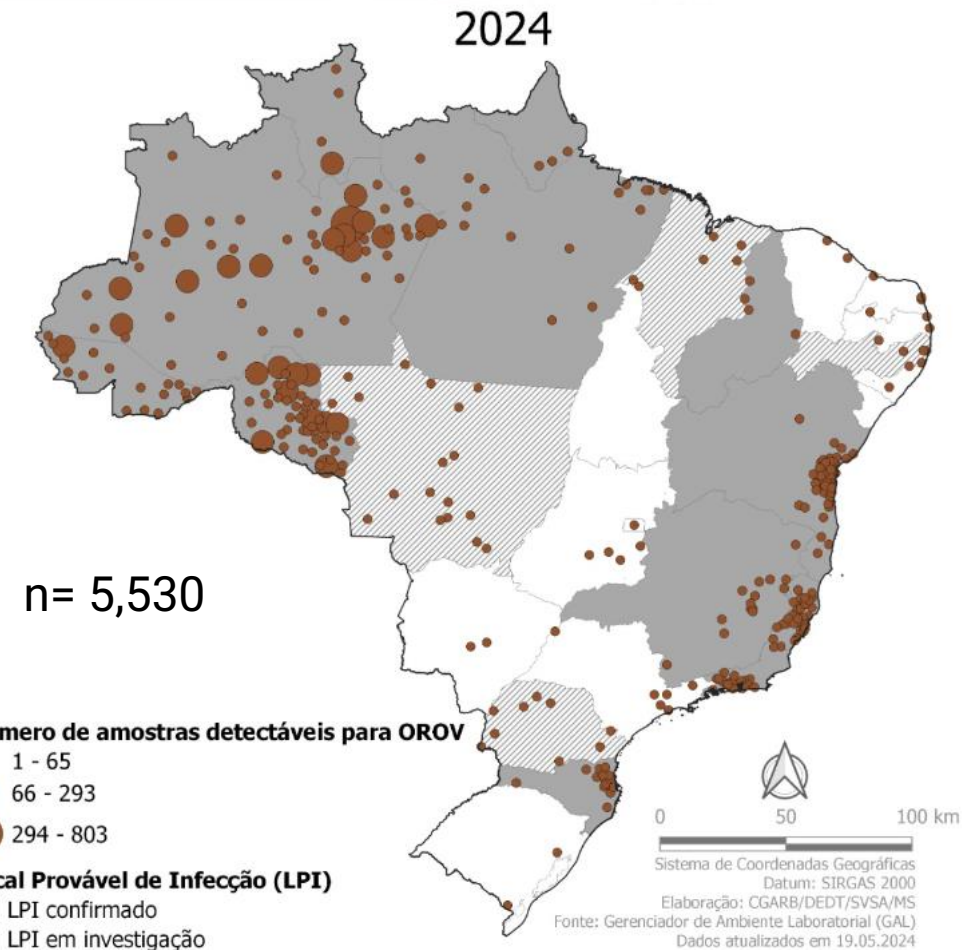 2024
n= 5,530
mero de amostras detectáveis para OROV
1 - 65
66 - 293
294 - 803
cal Provável de Infecção (LPI)
LPI confirmado
LPI em investigação
0 50 100 km
Sistema de Coordenadas Geográficas
Datum: SIRGAS 2000
Elaboração: CGARB/DEDT/SVSA/MS
Fonte: Gerenciador de Ambiente Laboratorial (GAL)
Dados atualizados em 19.05.2024